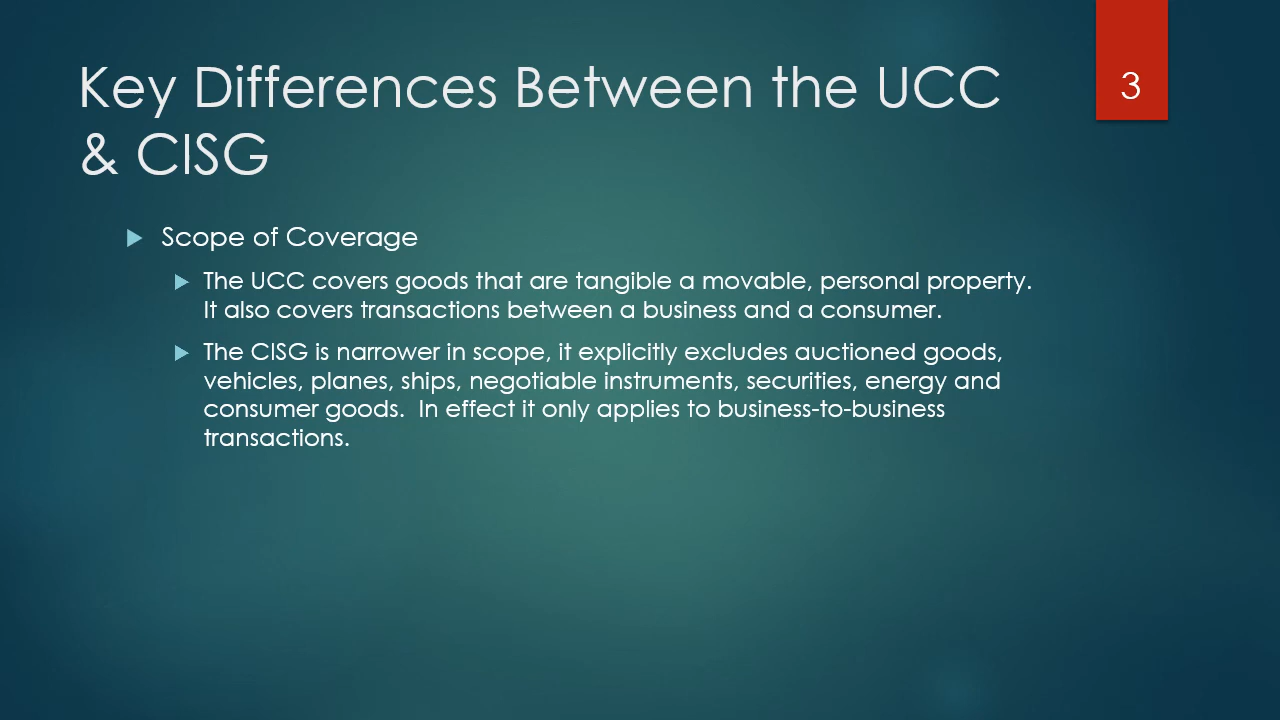 Key Differences Between the UCC
& CISG
3
Scope of Coverage
The UCC covers goods that are tangible a movable, personal property.
It also covers transactions between a business and a consumer.
The CISG is narrower in scope, it explicitly excludes auctioned goods,
vehicles, planes, ships, negotiable instruments, securities, energy and
consumer goods.  In effect it only applies to business-to-business
transactions.